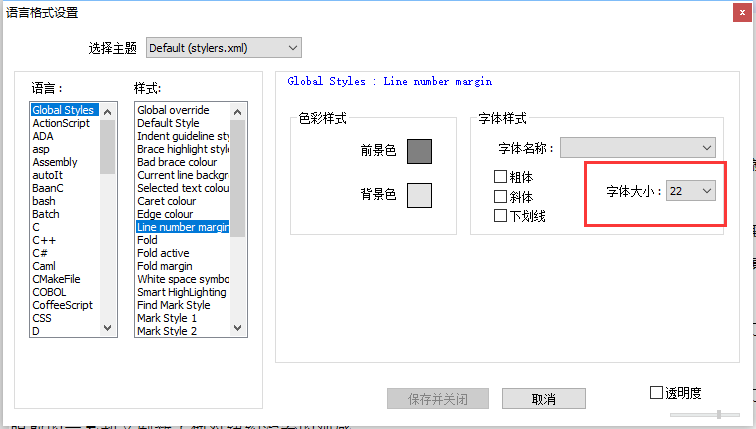 语言格式设置
选择主题 Default (stylers.xml)
语言：
Global Styles
ActionScript
ADA
asp
Assembly
autoIt
BaanC
bash
Batch
C
C++
C#
Caml
CMakeFile
COBOL
CoffeeScript
CSS
D
样式：
Global override
Default Style
Indent guideline sty
Brace highlight style
Bad brace colour
Current line backgro
Selected text colour
Caret colour
Edge colour
Line number margin
Fold
Fold active
Fold margin
White space symbo
Smart HighLighting
Find Mark Style
Mark Style 1
Mark Style 2
Global Styles : Line number margin
色彩样式
前景色
背景色
字体样式
字体名称：
粗体
斜体
下划线
字体大小： 22
保存并关闭
取消
透明度